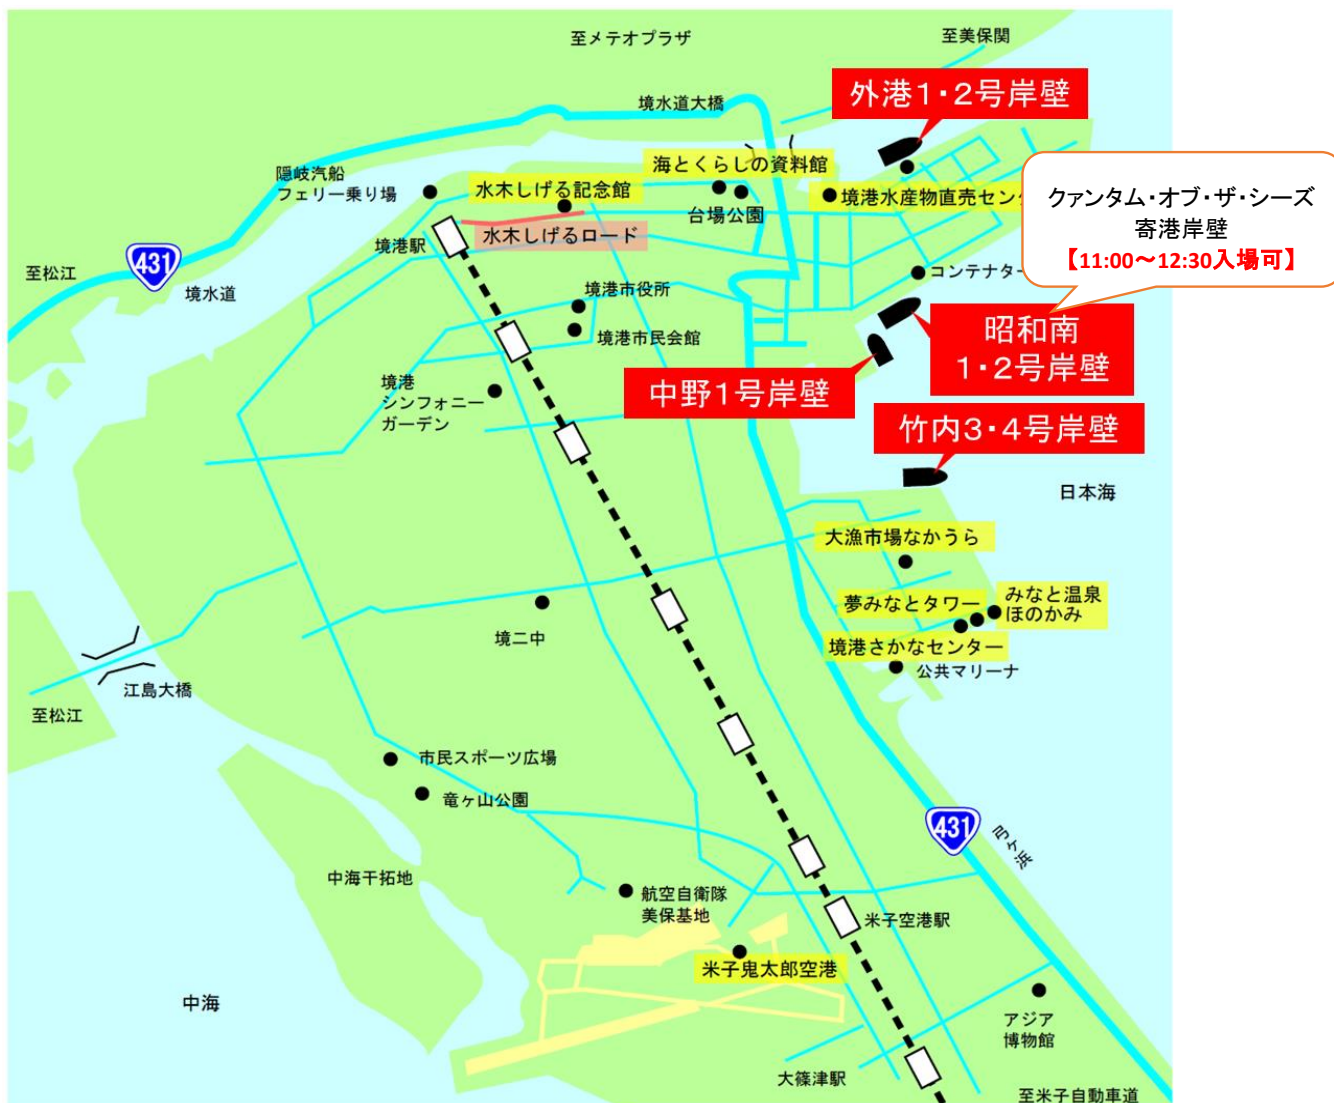 至メテオプラザ
至美保関
外港1・2号岸壁
境水道大橋
海とくらしの資料館
隠岐汽船
フェリー乗り場
水木しげる記念館
境港水産物直売セン
クァンタム・オブ・ザ・シーズ
寄港岸壁
【11:00～12:30入場可】
台場公園
水木しげるロード
境港駅
431
至松江
境水道
コンテナター
境港市役所
境港市民会館
昭和南
1・2号岸壁
中野1号岸壁
境港
シンフォニー
ガーデン
竹内3・4号岸壁
日本海
大漁市場なかうら
夢みなとタワー
みなと温泉
ほのかみ
境港さかなセンター
公共マリーナ
境二中
江島大橋
至松江
市民スポーツ広場
竜ヶ山公園
431
弓ヶ浜
中海干拓地
航空自衛隊
美保基地
米子空港駅
米子鬼太郎空港
中海
アジア
博物館
大篠津駅
至米子自動車道